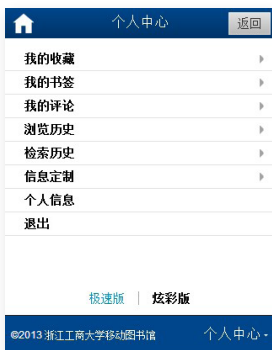 个人中心 返回
我的收藏
我的书签
我的评论
浏览历史
检索历史
信息定制
个人信息
退出
极速版 | 炫彩版
©2013 浙江工商大学移动图书馆 个人中心-